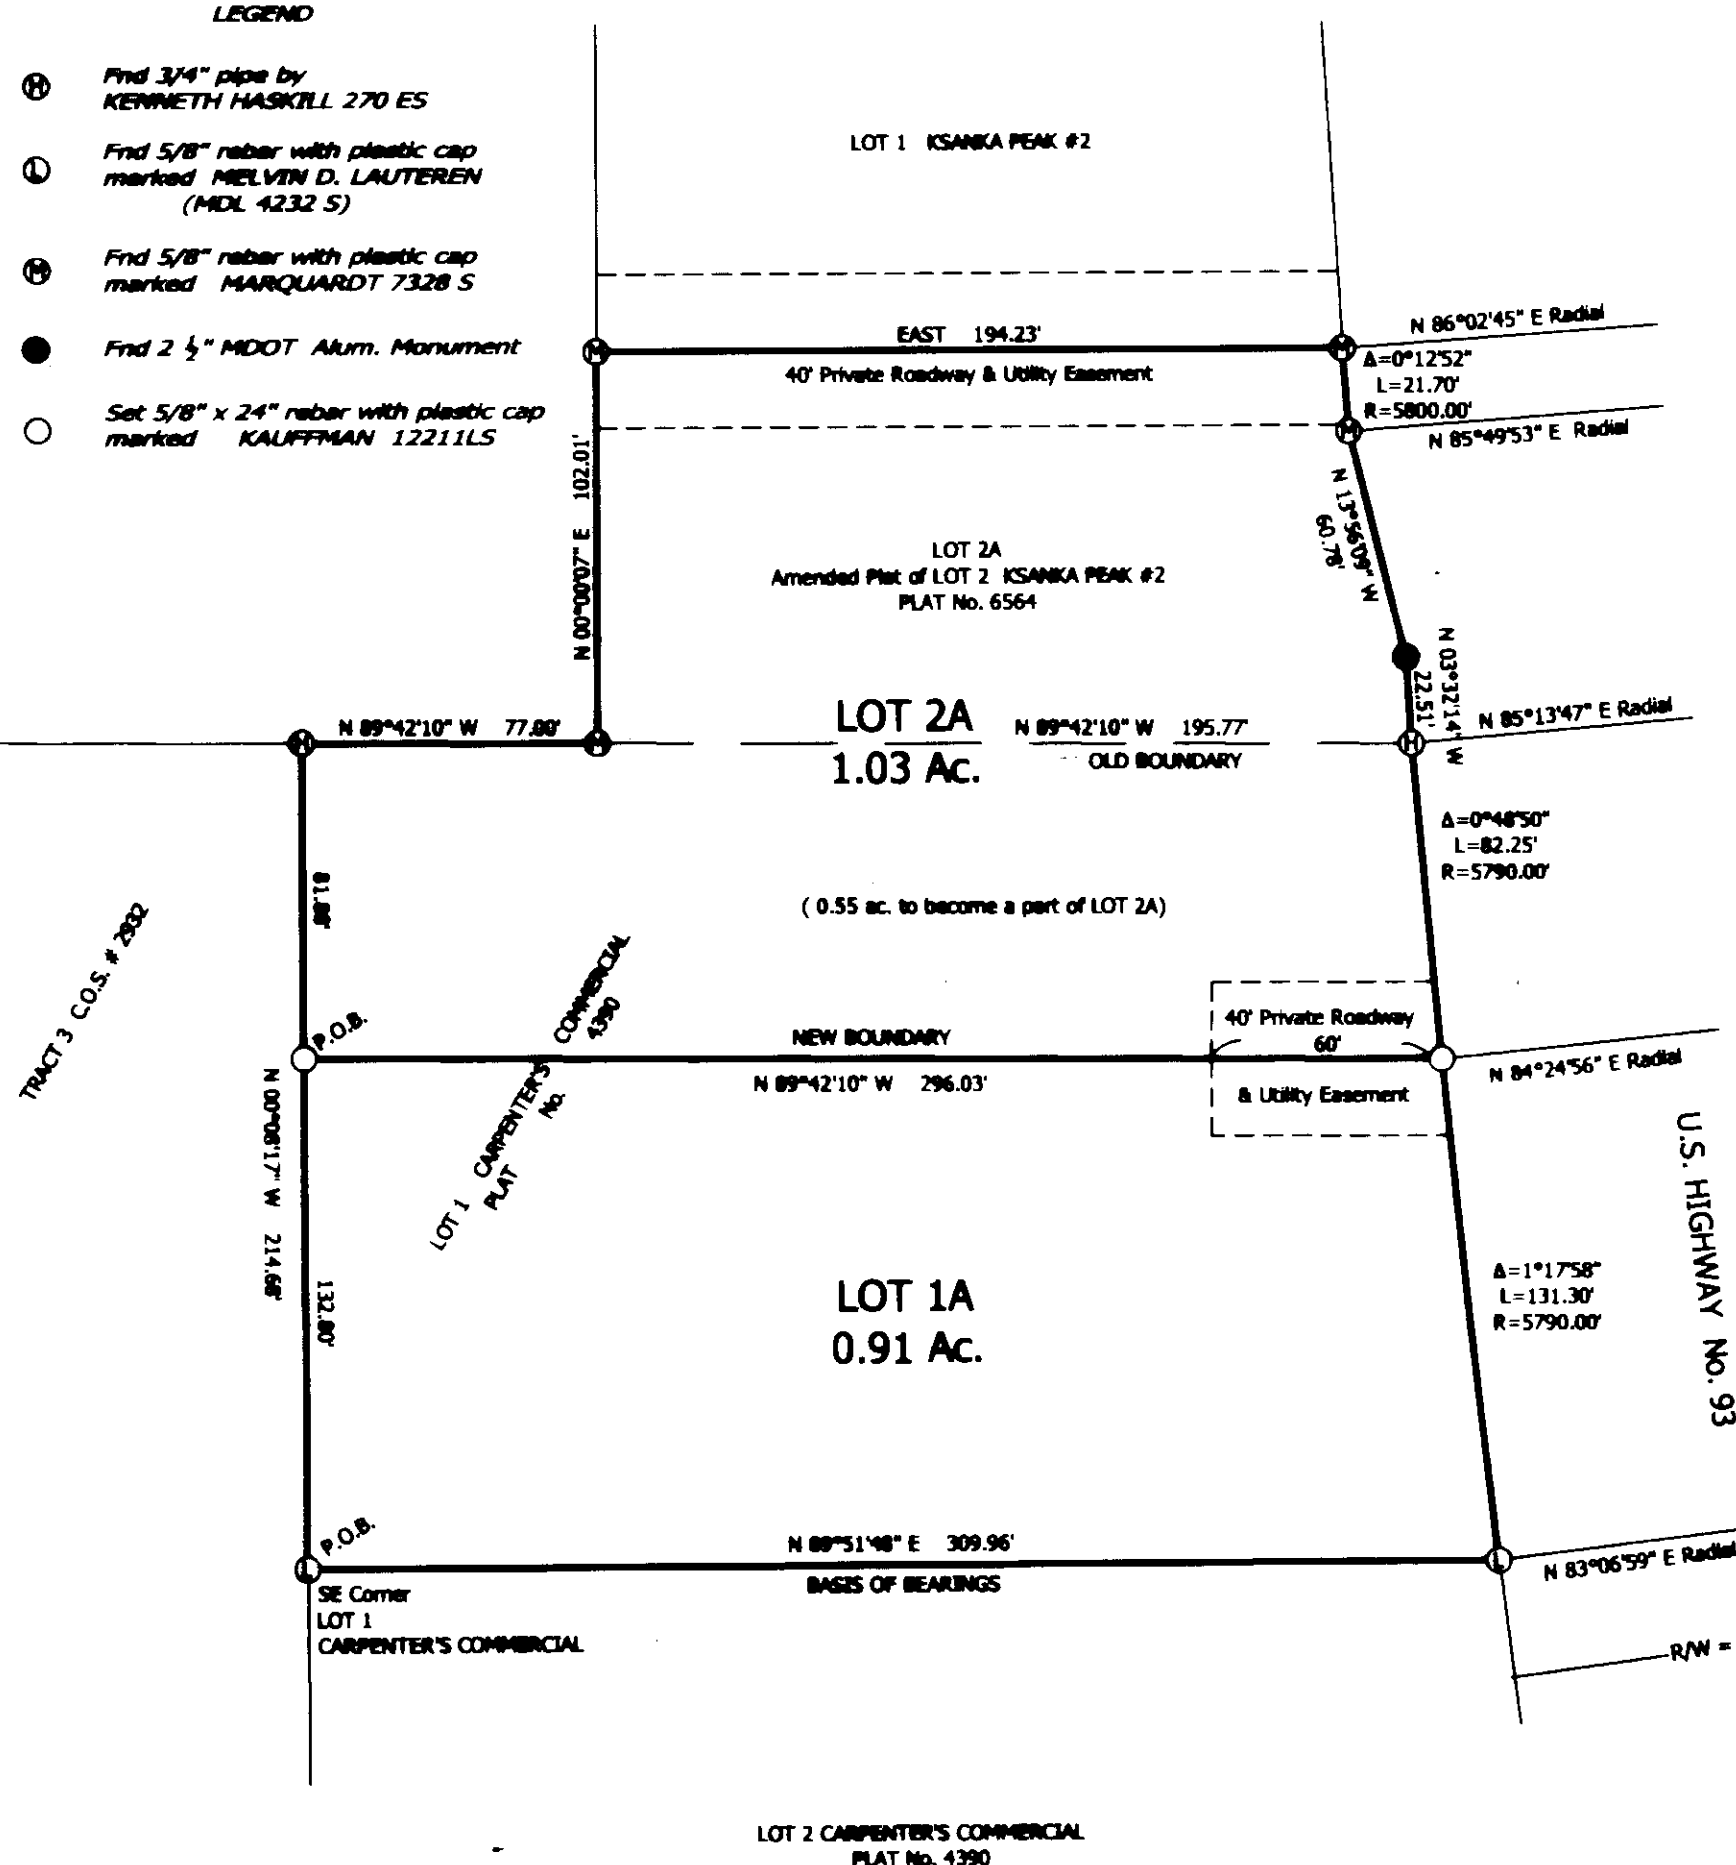 LEGEND
Fnd 3/4" pipe by
KENNETH HASKILL 270 ES
Fnd 5/8" rebar with plastic cap
marked MELVIN D. LAUTEREN
(MDL 4232 S)
Fnd 5/8" rebar with plastic cap
marked MARQUARDT 7328 S
Fnd 2 ½" MDOT Alum. Monument
Set 5/8" x 24" rebar with plastic cap
marked KAUFFMAN 12211LS
H
L
M
LOT 1 KSANKA PEAK #2
EAST 194.23'
40' Private Roadway & Utility Easement
N 86°02'45" E Radial
Δ=0°12'52"
L=21.70'
R=5800.00'
N 85°49'53" E Radial
N 00°00'07" E 102.01'
N 13°56'09" W
60.78'
LOT 2A
Amended Plat of LOT 2 KSANKA PEAK #2
PLAT No. 6564
N 03°32'14" W
22.51'
N 85°13'47" E Radial
N 89°42'10" W 77.00'
LOT 2A
1.03 Ac.
N 89°42'10" W 195.77'
OLD BOUNDARY
Δ=0°48'50"
L=82.25'
R=5790.00'
81.88'
( 0.55 ac. to become a part of LOT 2A)
TRACT 3 C.O.S. # 2932
P.O.B.
NEW BOUNDARY
N 89°42'10" W 296.03'
40' Private Roadway
60'
& Utility Easement
N 84°24'56" E Radial
LOT 1 CARPENTER'S COMMERCIAL
PLAT No. 4390
N 00°08'17" W 214.68'
132.80'
LOT 1A
0.91 Ac.
Δ=1°17'58"
L=131.30'
R=5790.00'
U.S. HIGHWAY No. 93
P.O.B.
N 89°51'48" E 309.96'
BASIS OF BEARINGS
N 83°06'59" E Radial
SE Corner
LOT 1
CARPENTER'S COMMERCIAL
R/W =
LOT 2 CARPENTER'S COMMERCIAL
PLAT No. 4390